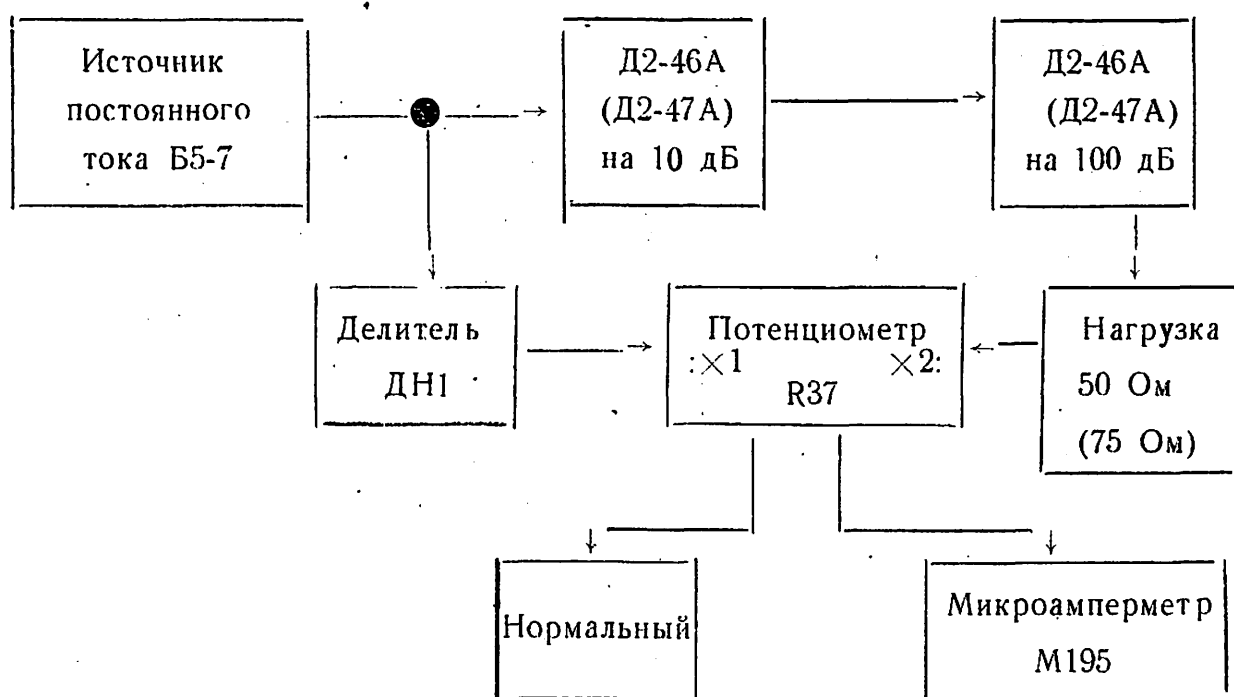 Источник
постоянного
тока Б5-7
Д2-46А
(Д2-47А)
на 10 дБ
Д2-46А
(Д2-47А)
на 100 дБ
Делитель
ДН1
Потенциометр
:×1 ×2:
R37
Нагрузка
50 Ом
(75 Ом)
Нормальный
Микроамперметр
М195